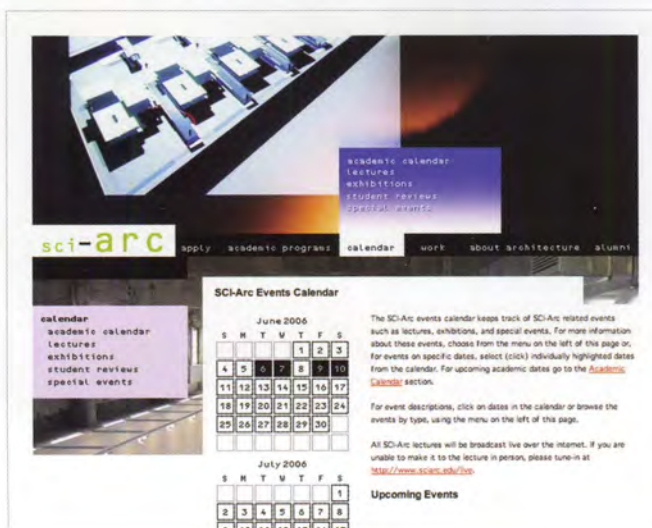 academic calendar
lectures
exhibitions
student reviews
special events
sci-arc
apply academic programs calendar work about architecture alumni
calendar
academic calendar
lectures
exhibitions
student reviews
special events
SCI-Arc Events Calendar
June 2006
S M T W T F S
1 2 3
4 5 6 7 8 9 10
11 12 13 14 15 16 17
18 19 20 21 22 23 24
25 26 27 28 29 30
July 2006
S M T W T F S
1
2 3 4 5 6 7 8
The SCI-Arc events calendar keeps track of SCI-Arc related events
such as lectures, exhibitions, and special events. For more information
about these events, choose from the menu on the left of this page or,
for events on specific dates, select (click) individually highlighted dates
from the calendar. For upcoming academic dates go to the Academic
Calendar section.
For event descriptions, click on dates in the calendar or browse the
events by type, using the menu on the left of this page.
All SCI-Arc lectures will be broadcast live over the internet. If you are
unable to make it to the lecture in person, please tune-in at
http://www.sciarc.edu/live.
Upcoming Events